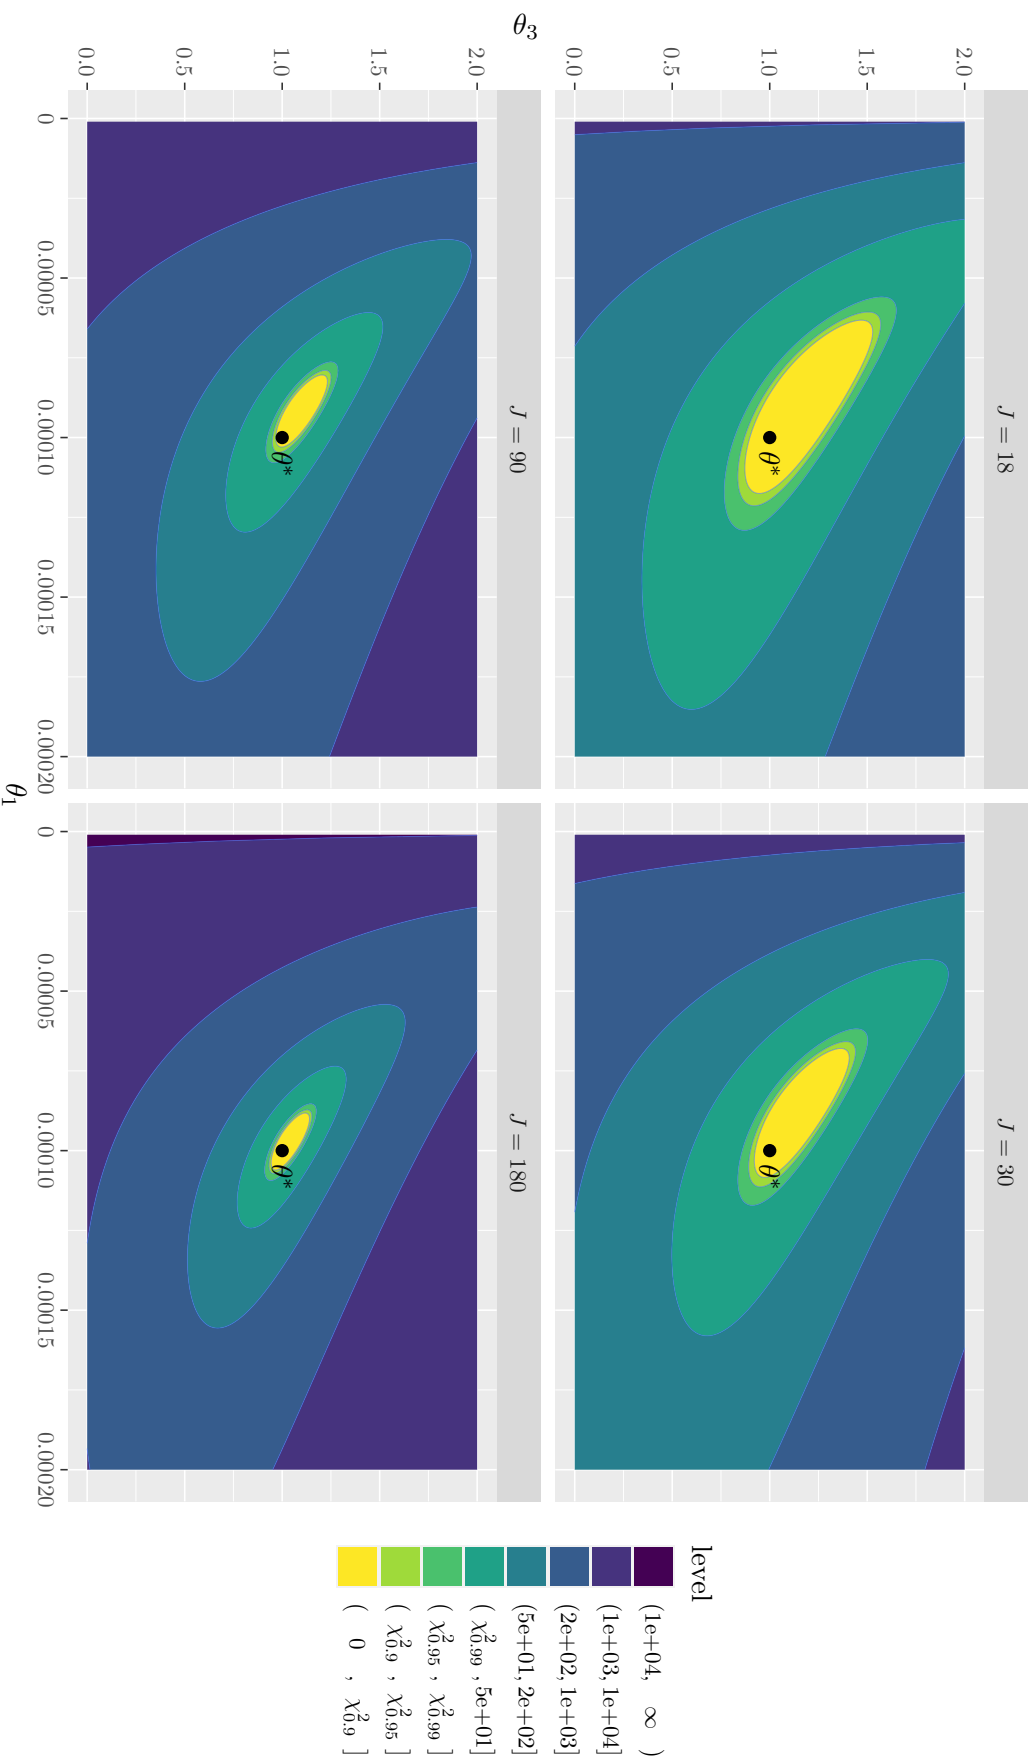 J = 18
J = 30
θ*
θ*
J = 90
J = 180
θ*
θ*
θ₃
2.0
1.5
1.0
0.5
0.0
2.0
1.5
1.0
0.5
0.0
0 0.00005 0.00010 0.00015 0.00020
0 0.00005 0.00010 0.00015 0.00020
θ₁
level
(1e+04, ∞ )
(1e+03, 1e+04]
(2e+02, 1e+03]
(5e+01, 2e+02]
( χ²₀.₉₉ , 5e+01]
( χ²₀.₉₅ , χ²₀.₉₉ ]
( χ²₀.₉ , χ²₀.₉₅ ]
( 0 , χ²₀.₉ ]